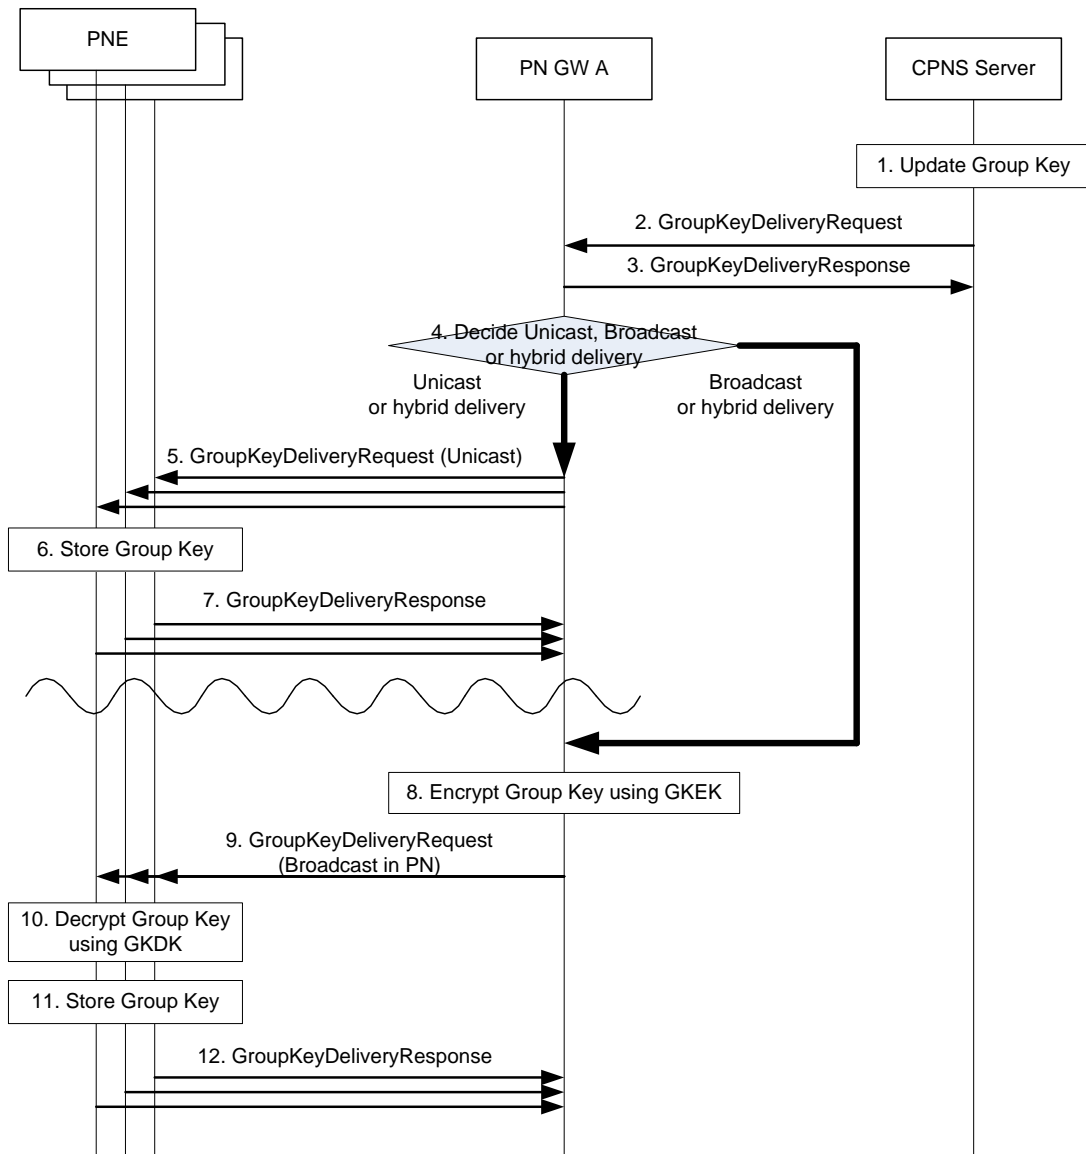 PNE
PN GW A
CPNS Server
1. Update Group Key
2. GroupKeyDeliveryRequest
3. GroupKeyDeliveryResponse
4. Decide Unicast, Broadcast
or hybrid delivery
Unicast
or hybrid delivery
Broadcast
or hybrid delivery
5. GroupKeyDeliveryRequest (Unicast)
6. Store Group Key
7. GroupKeyDeliveryResponse
8. Encrypt Group Key using GKEK
9. GroupKeyDeliveryRequest
(Broadcast in PN)
10. Decrypt Group Key
using GKDK
11. Store Group Key
12. GroupKeyDeliveryResponse